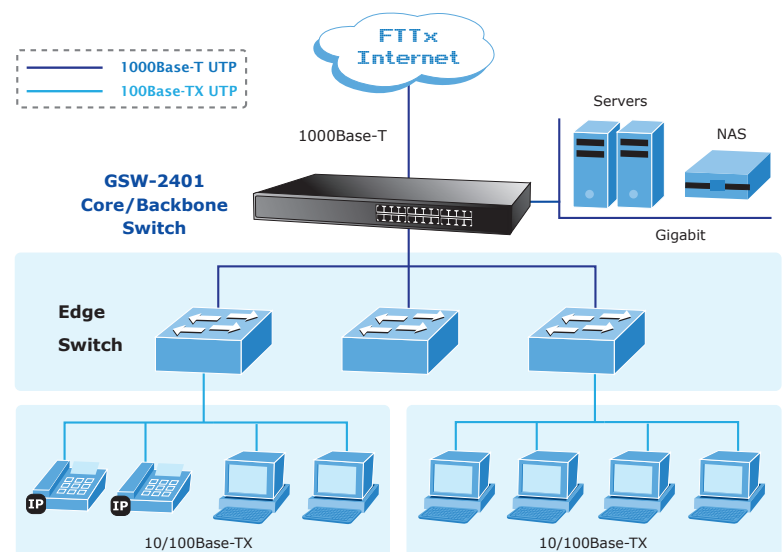 FTTx
Internet
1000Base-T UTP
100Base-TX UTP
Servers
NAS
1000Base-T
GSW-2401
Core/Backbone
Switch
Gigabit
Edge
Switch
IP
IP
10/100Base-TX
10/100Base-TX